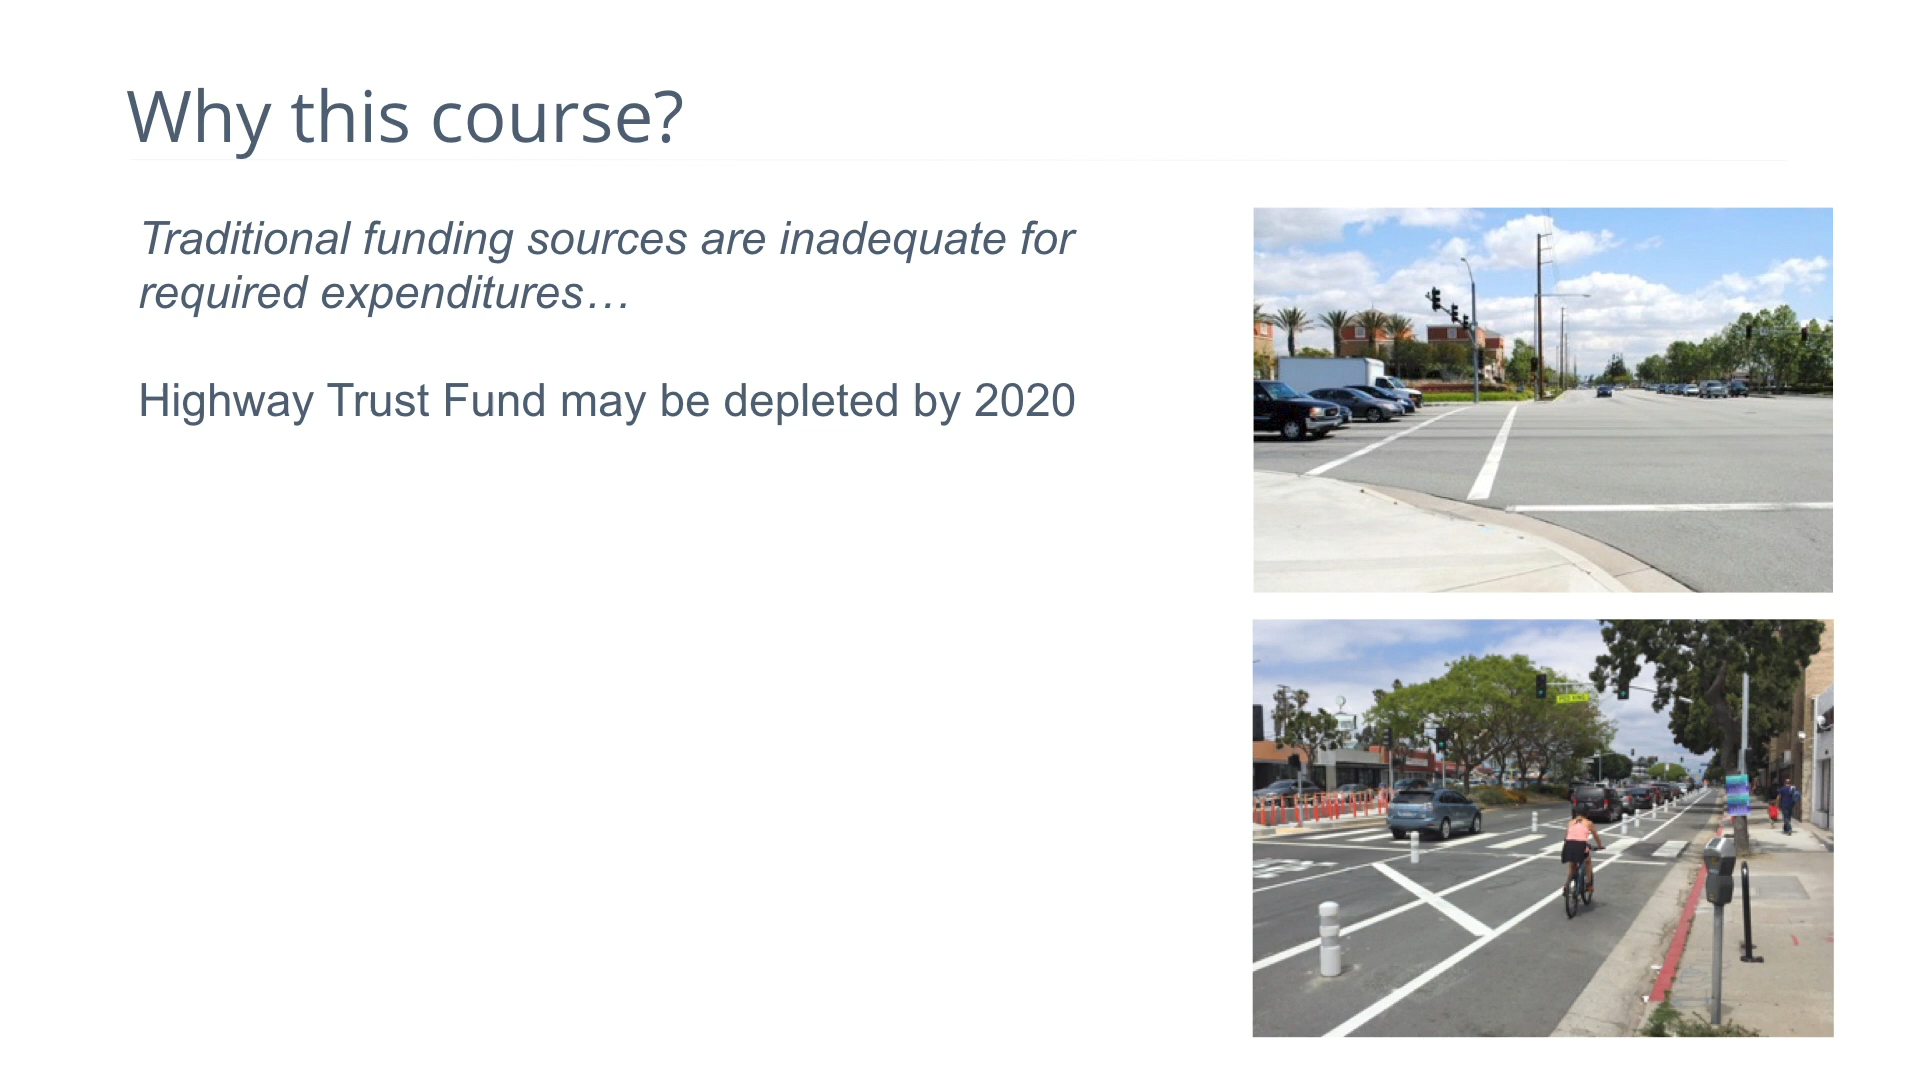 Why this course?
Traditional funding sources are inadequate for
required expenditures…
Highway Trust Fund may be depleted by 2020